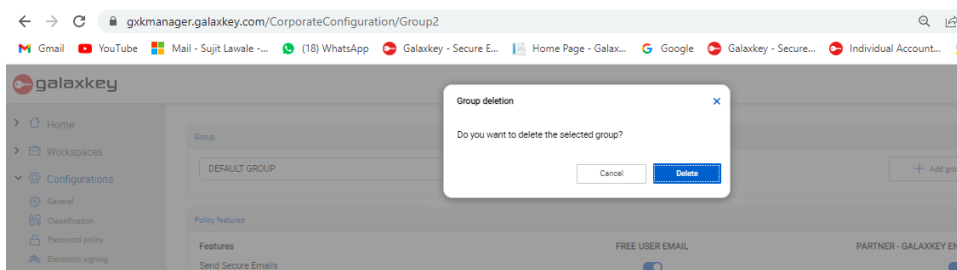 gxkmanager.galaxkey.com/CorporateConfiguration/Group2
Gmail YouTube Mail - Sujit Lawale -... (18) WhatsApp Galaxkey - Secure E... Home Page - Galax... Google Galaxkey - Secure... Individual Account...
galaxkey
Group deletion
Home
Group
Do you want to delete the selected group?
Workspaces
DEFAULT GROUP
Cancel Delete
+ Add gro
Configurations
General
Classification
Policy features
Password policy
Features FREE USER EMAIL PARTNER - GALAXKEY EN
Electronic signing
Send Secure Emails